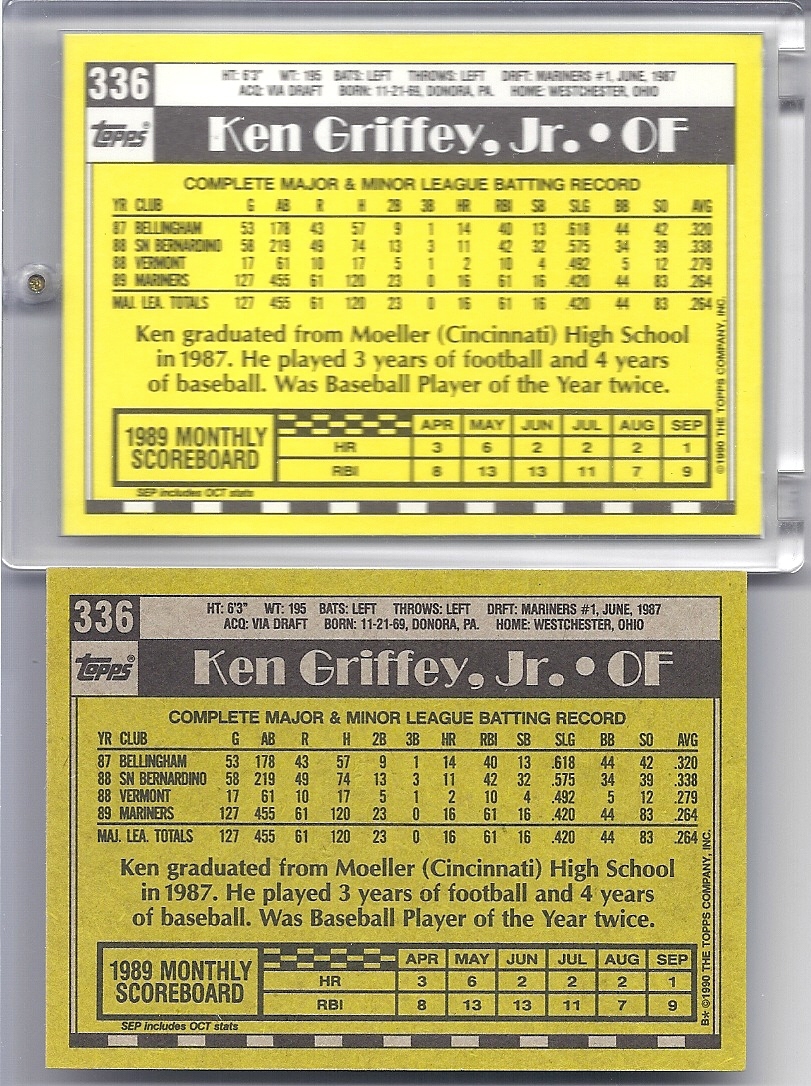 336
HT: 6'3" WT: 195 BATS: LEFT THROWS: LEFT DRFT: MARINERS #1, JUNE, 1987
ACQ: VIA DRAFT BORN: 11-21-69, DONORA, PA. HOME: WESTCHESTER, OHIO
topps® Ken Griffey, Jr. • OF
COMPLETE MAJOR & MINOR LEAGUE BATTING RECORD
YR CLUB G AB R H 2B 3B HR RBI SB SLG BB SO AVG
87 BELLINGHAM 53 178 43 57 9 1 14 40 13 .618 44 42 .320
88 SN BERNARDINO 58 219 49 74 13 3 11 42 32 .575 34 39 .338
88 VERMONT 17 61 10 17 5 1 2 10 4 .492 5 12 .279
89 MARINERS 127 455 61 120 23 0 16 61 16 .420 44 83 .264
MAJ. LEA. TOTALS 127 455 61 120 23 0 16 61 16 .420 44 83 .264
Ken graduated from Moeller (Cincinnati) High School
in 1987. He played 3 years of football and 4 years
of baseball. Was Baseball Player of the Year twice.
©1990 THE TOPPS COMPANY, INC.
1989 MONTHLY SCOREBOARD
APR MAY JUN JUL AUG SEP
HR 3 6 2 2 2 1
RBI 8 13 13 11 7 9
SEP includes OCT stats
336
HT: 6'3" WT: 195 BATS: LEFT THROWS: LEFT DRFT: MARINERS #1, JUNE, 1987
ACQ: VIA DRAFT BORN: 11-21-69, DONORA, PA. HOME: WESTCHESTER, OHIO
topps® Ken Griffey, Jr. • OF
COMPLETE MAJOR & MINOR LEAGUE BATTING RECORD
YR CLUB G AB R H 2B 3B HR RBI SB SLG BB SO AVG
87 BELLINGHAM 53 178 43 57 9 1 14 40 13 .618 44 42 .320
88 SN BERNARDINO 58 219 49 74 13 3 11 42 32 .575 34 39 .338
88 VERMONT 17 61 10 17 5 1 2 10 4 .492 5 12 .279
89 MARINERS 127 455 61 120 23 0 16 61 16 .420 44 83 .264
MAJ. LEA. TOTALS 127 455 61 120 23 0 16 61 16 .420 44 83 .264
Ken graduated from Moeller (Cincinnati) High School
in 1987. He played 3 years of football and 4 years
of baseball. Was Baseball Player of the Year twice.
B* ©1990 THE TOPPS COMPANY, INC.
1989 MONTHLY SCOREBOARD
APR MAY JUN JUL AUG SEP
HR 3 6 2 2 2 1
RBI 8 13 13 11 7 9
SEP includes OCT stats